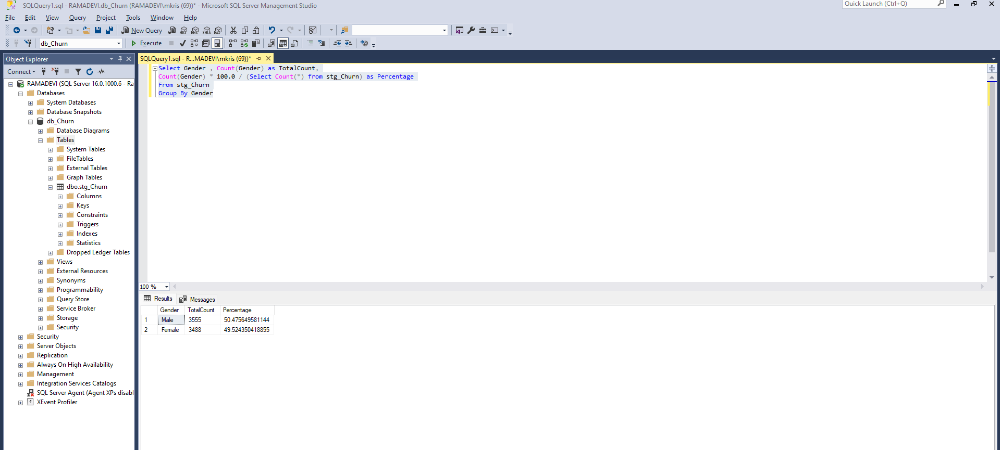 SQLQuery1.sql - RAMADEVI.db_Churn (RAMADEVI\mkris (69))* - Microsoft SQL Server Management Studio
Quick Launch (Ctrl+Q)
File Edit View Query Project Tools Window Help
New Query
MDX DMX XMLA DAX
db_Churn
Execute
Object Explorer
Connect
RAMADEVI (SQL Server 16.0.1000.6 - Ra
Databases
System Databases
Database Snapshots
db_Churn
Database Diagrams
Tables
System Tables
FileTables
External Tables
Graph Tables
dbo.stg_Churn
Columns
Keys
Constraints
Triggers
Indexes
Statistics
Dropped Ledger Tables
Views
External Resources
Synonyms
Programmability
Query Store
Service Broker
Storage
Security
Security
Server Objects
Replication
Always On High Availability
Management
Integration Services Catalogs
SQL Server Agent (Agent XPs disabl
XEvent Profiler
SQLQuery1.sql - R...MADEVI\mkris (69))*
Select Gender , Count(Gender) as TotalCount,
Count(Gender) * 100.0 / (Select Count(*) from stg_Churn) as Percentage
From stg_Churn
Group By Gender
100 %
Results Messages
Gender TotalCount Percentage
1 Male 3555 50.475649581144
2 Female 3488 49.524350418855